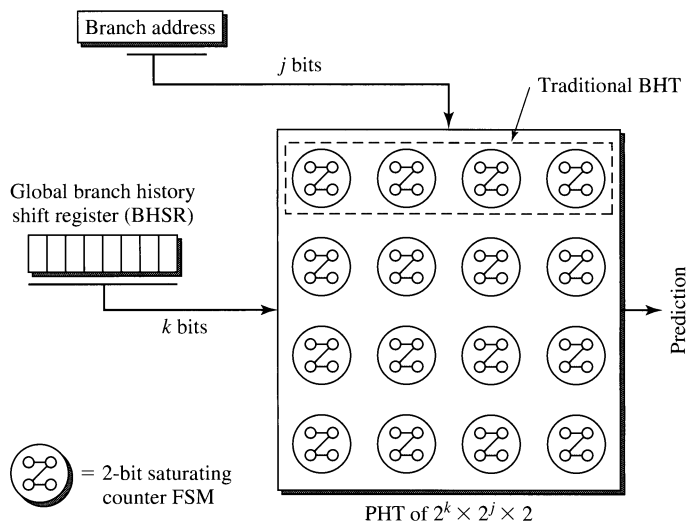 Branch address
j bits
Traditional BHT
Global branch history
shift register (BHSR)
k bits
Prediction
= 2-bit saturating
counter FSM
PHT of 2^k × 2^j × 2